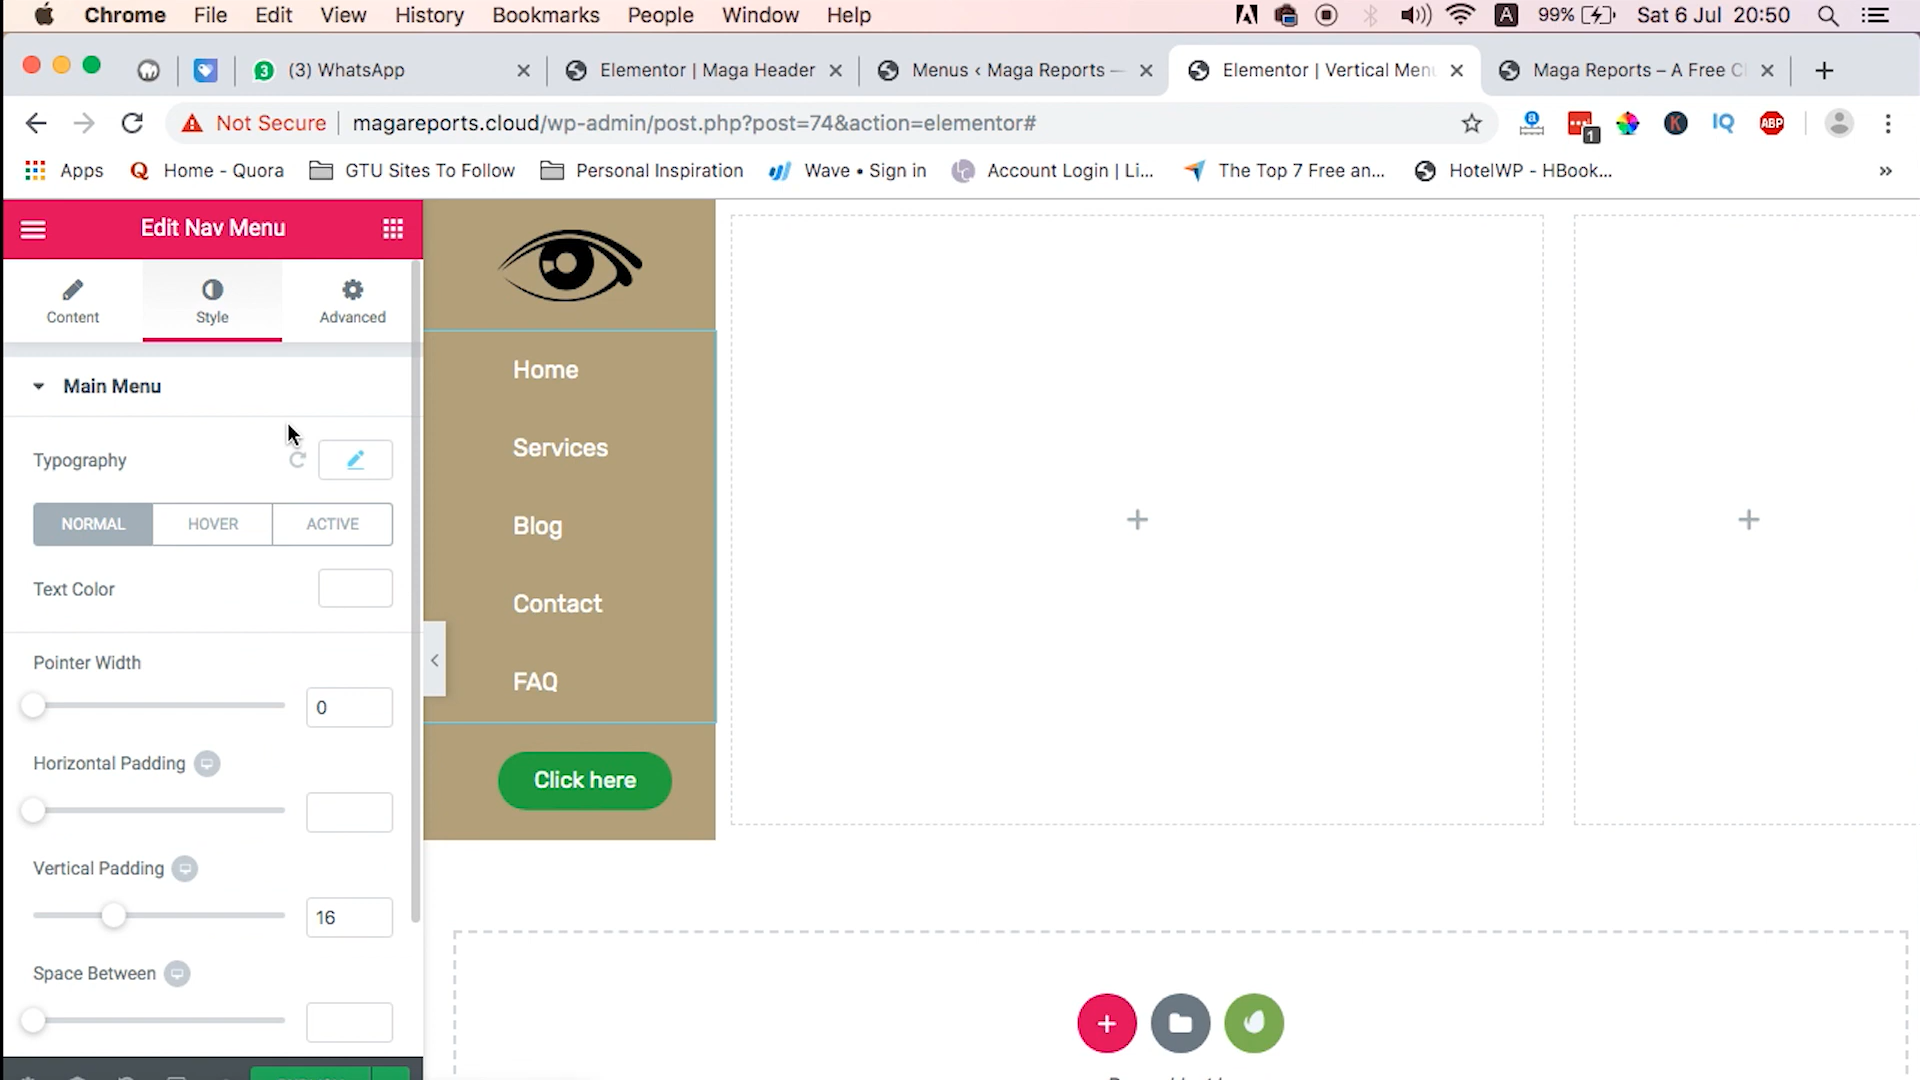 Chrome File Edit View History Bookmarks People Window Help A 99% Sat 6 Jul 20:50
3 (3) WhatsApp Elementor | Maga Header Menus ‹ Maga Reports — Elementor | Vertical Menu Maga Reports – A Free C
Not Secure magareports.cloud/wp-admin/post.php?post=74&action=elementor# a 1 K IQ ABP
Apps Q Home - Quora GTU Sites To Follow Personal Inspiration Wave • Sign in Account Login | Li... The Top 7 Free an... HotelWP - HBook... »
Edit Nav Menu
Content Style Advanced
Main Menu
Typography
NORMAL HOVER ACTIVE
Text Color
Pointer Width
0
Horizontal Padding
Vertical Padding
16
Space Between
Home
Services
Blog
Contact
FAQ
Click here